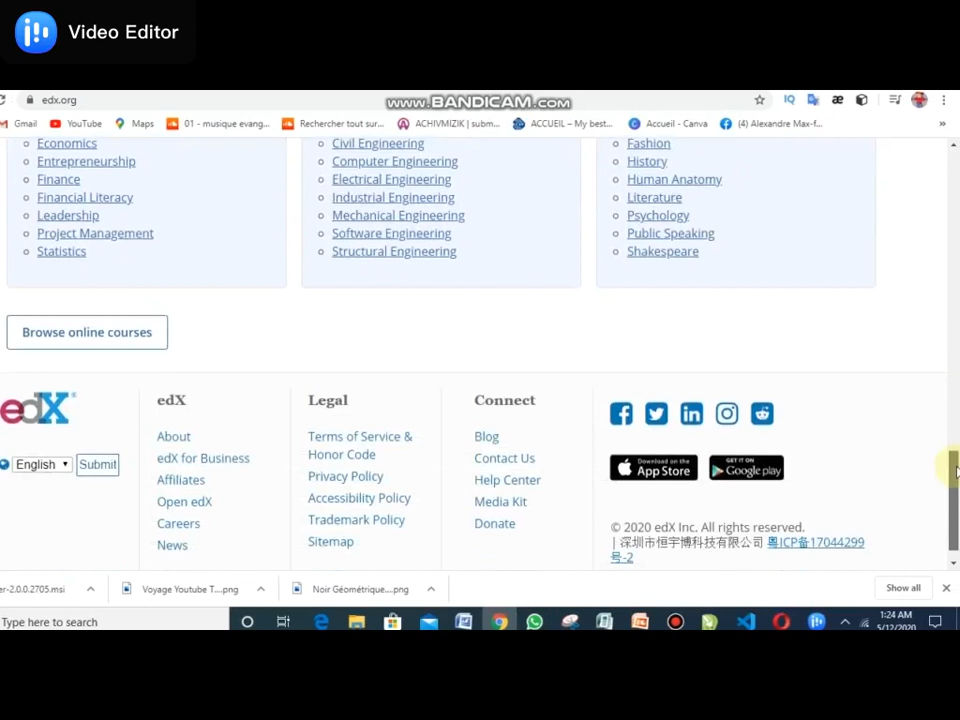 Video Editor
edx.org
www.BANDICAM.com
Gmail
YouTube
Maps
01 - musique evang...
Rechercher tout sur...
ACHIVMIZIK | subm...
ACCUEIL – My best...
Accueil - Canva
(4) Alexandre Max-f...
»
Economics
Entrepreneurship
Finance
Financial Literacy
Leadership
Project Management
Statistics
Civil Engineering
Computer Engineering
Electrical Engineering
Industrial Engineering
Mechanical Engineering
Software Engineering
Structural Engineering
Fashion
History
Human Anatomy
Literature
Psychology
Public Speaking
Shakespeare
Browse online courses
edX
English
Submit
edX
About
edX for Business
Affiliates
Open edX
Careers
News
Legal
Terms of Service &
Honor Code
Privacy Policy
Accessibility Policy
Trademark Policy
Sitemap
Connect
Blog
Contact Us
Help Center
Media Kit
Donate
Download on the
App Store
GET IT ON
Google play
© 2020 edX Inc. All rights reserved.
| 深圳市恒宇博科技有限公司 粤ICP备17044299
号-2
er-2.0.0.2705.msi
Voyage Youtube T....png
Noir Géométrique....png
Show all
Type here to search
1:24 AM
5/12/2020